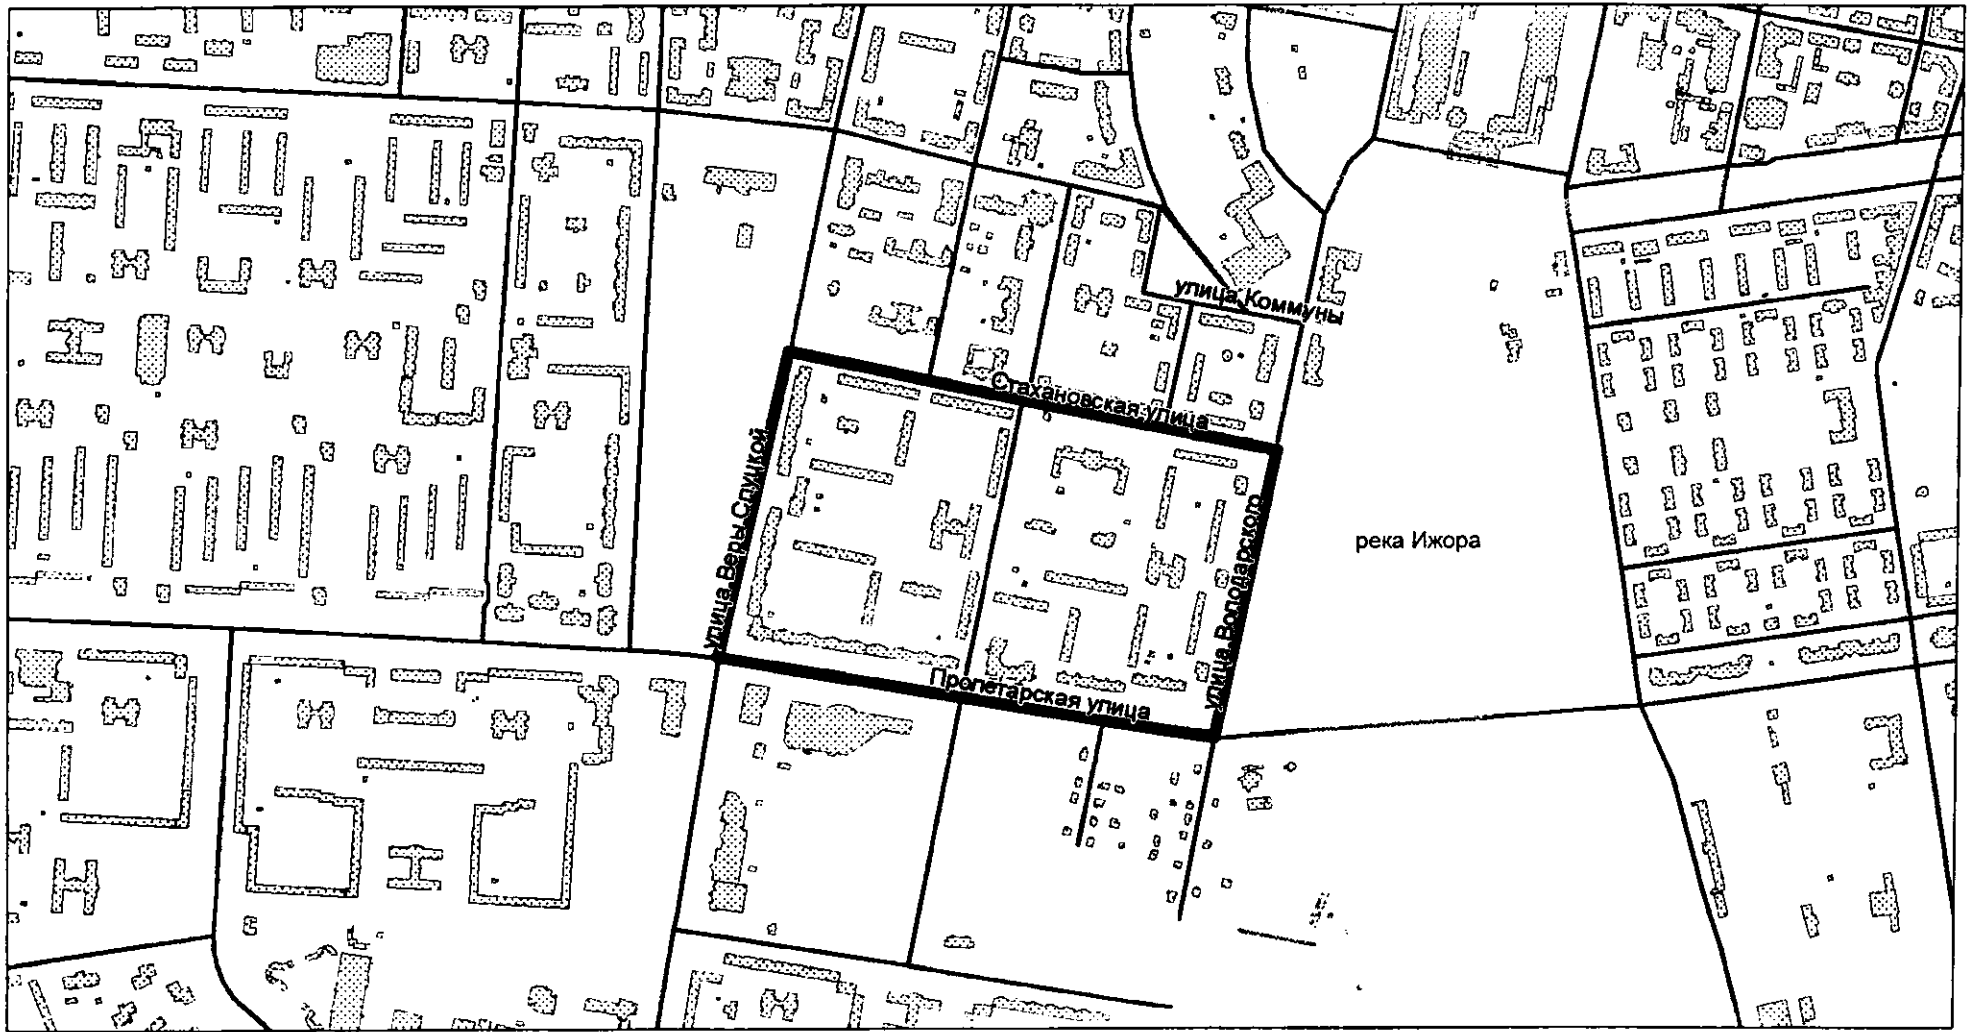 улица Коммуны
Стахановская улица
улица Веры Слуцкой
улица Володарского
река Ижора
Пролетарская улица